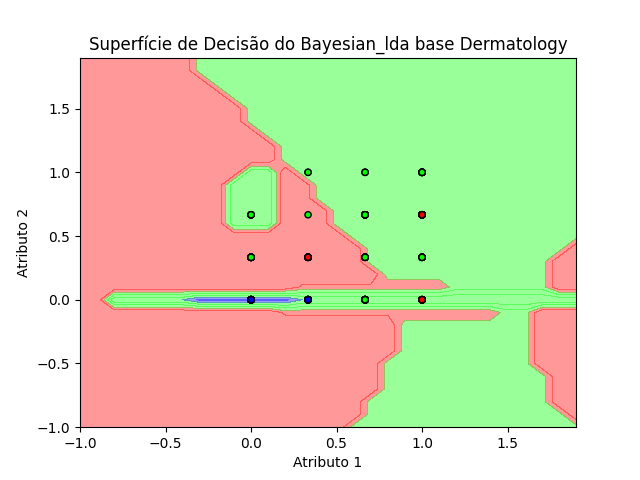 Superfície de Decisão do Bayesian_lda base Dermatology
1.5
1.0
0.5
0.0
−0.5
−1.0
Atributo 2
−1.0 −0.5 0.0 0.5 1.0 1.5
Atributo 1